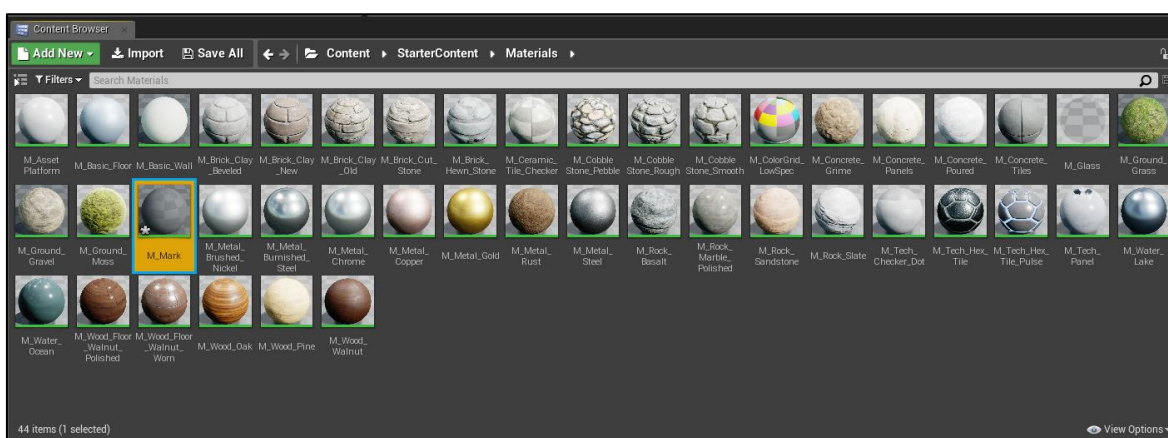 Content Browser
Add New Import Save All Content StarterContent Materials
Filters Search Materials
M_Asset
Platform
M_Basic_Floor
M_Basic_Wall
M_Brick_Clay
_Beveled
M_Brick_Clay
_New
M_Brick_Clay
_Old
M_Brick_Cut_
Stone
M_Brick_
Hewn_Stone
M_Ceramic_
Tile_Checker
M_Cobble
Stone_Pebble
M_Cobble
Stone_Rough
M_Cobble
Stone_Smooth
M_ColorGrid_
LowSpec
M_Concrete_
Grime
M_Concrete_
Panels
M_Concrete_
Poured
M_Concrete_
Tiles
M_Glass
M_Ground_
Grass
M_Ground_
Gravel
M_Ground_
Moss
M_Mark
M_Metal_
Brushed_
Nickel
M_Metal_
Burnished_
Steel
M_Metal_
Chrome
M_Metal_
Copper
M_Metal_Gold
M_Metal_
Rust
M_Metal_
Steel
M_Rock_
Basalt
M_Rock_
Marble_
Polished
M_Rock_
Sandstone
M_Rock_Slate
M_Tech_
Checker_Dot
M_Tech_Hex_
Tile
M_Tech_Hex_
Tile_Pulse
M_Tech_
Panel
M_Water_
Lake
M_Water_
Ocean
M_Wood_Floor
_Walnut_
Polished
M_Wood_Floor
_Walnut_
Worn
M_Wood_Oak
M_Wood_Pine
M_Wood_
Walnut
44 items (1 selected)
View Options